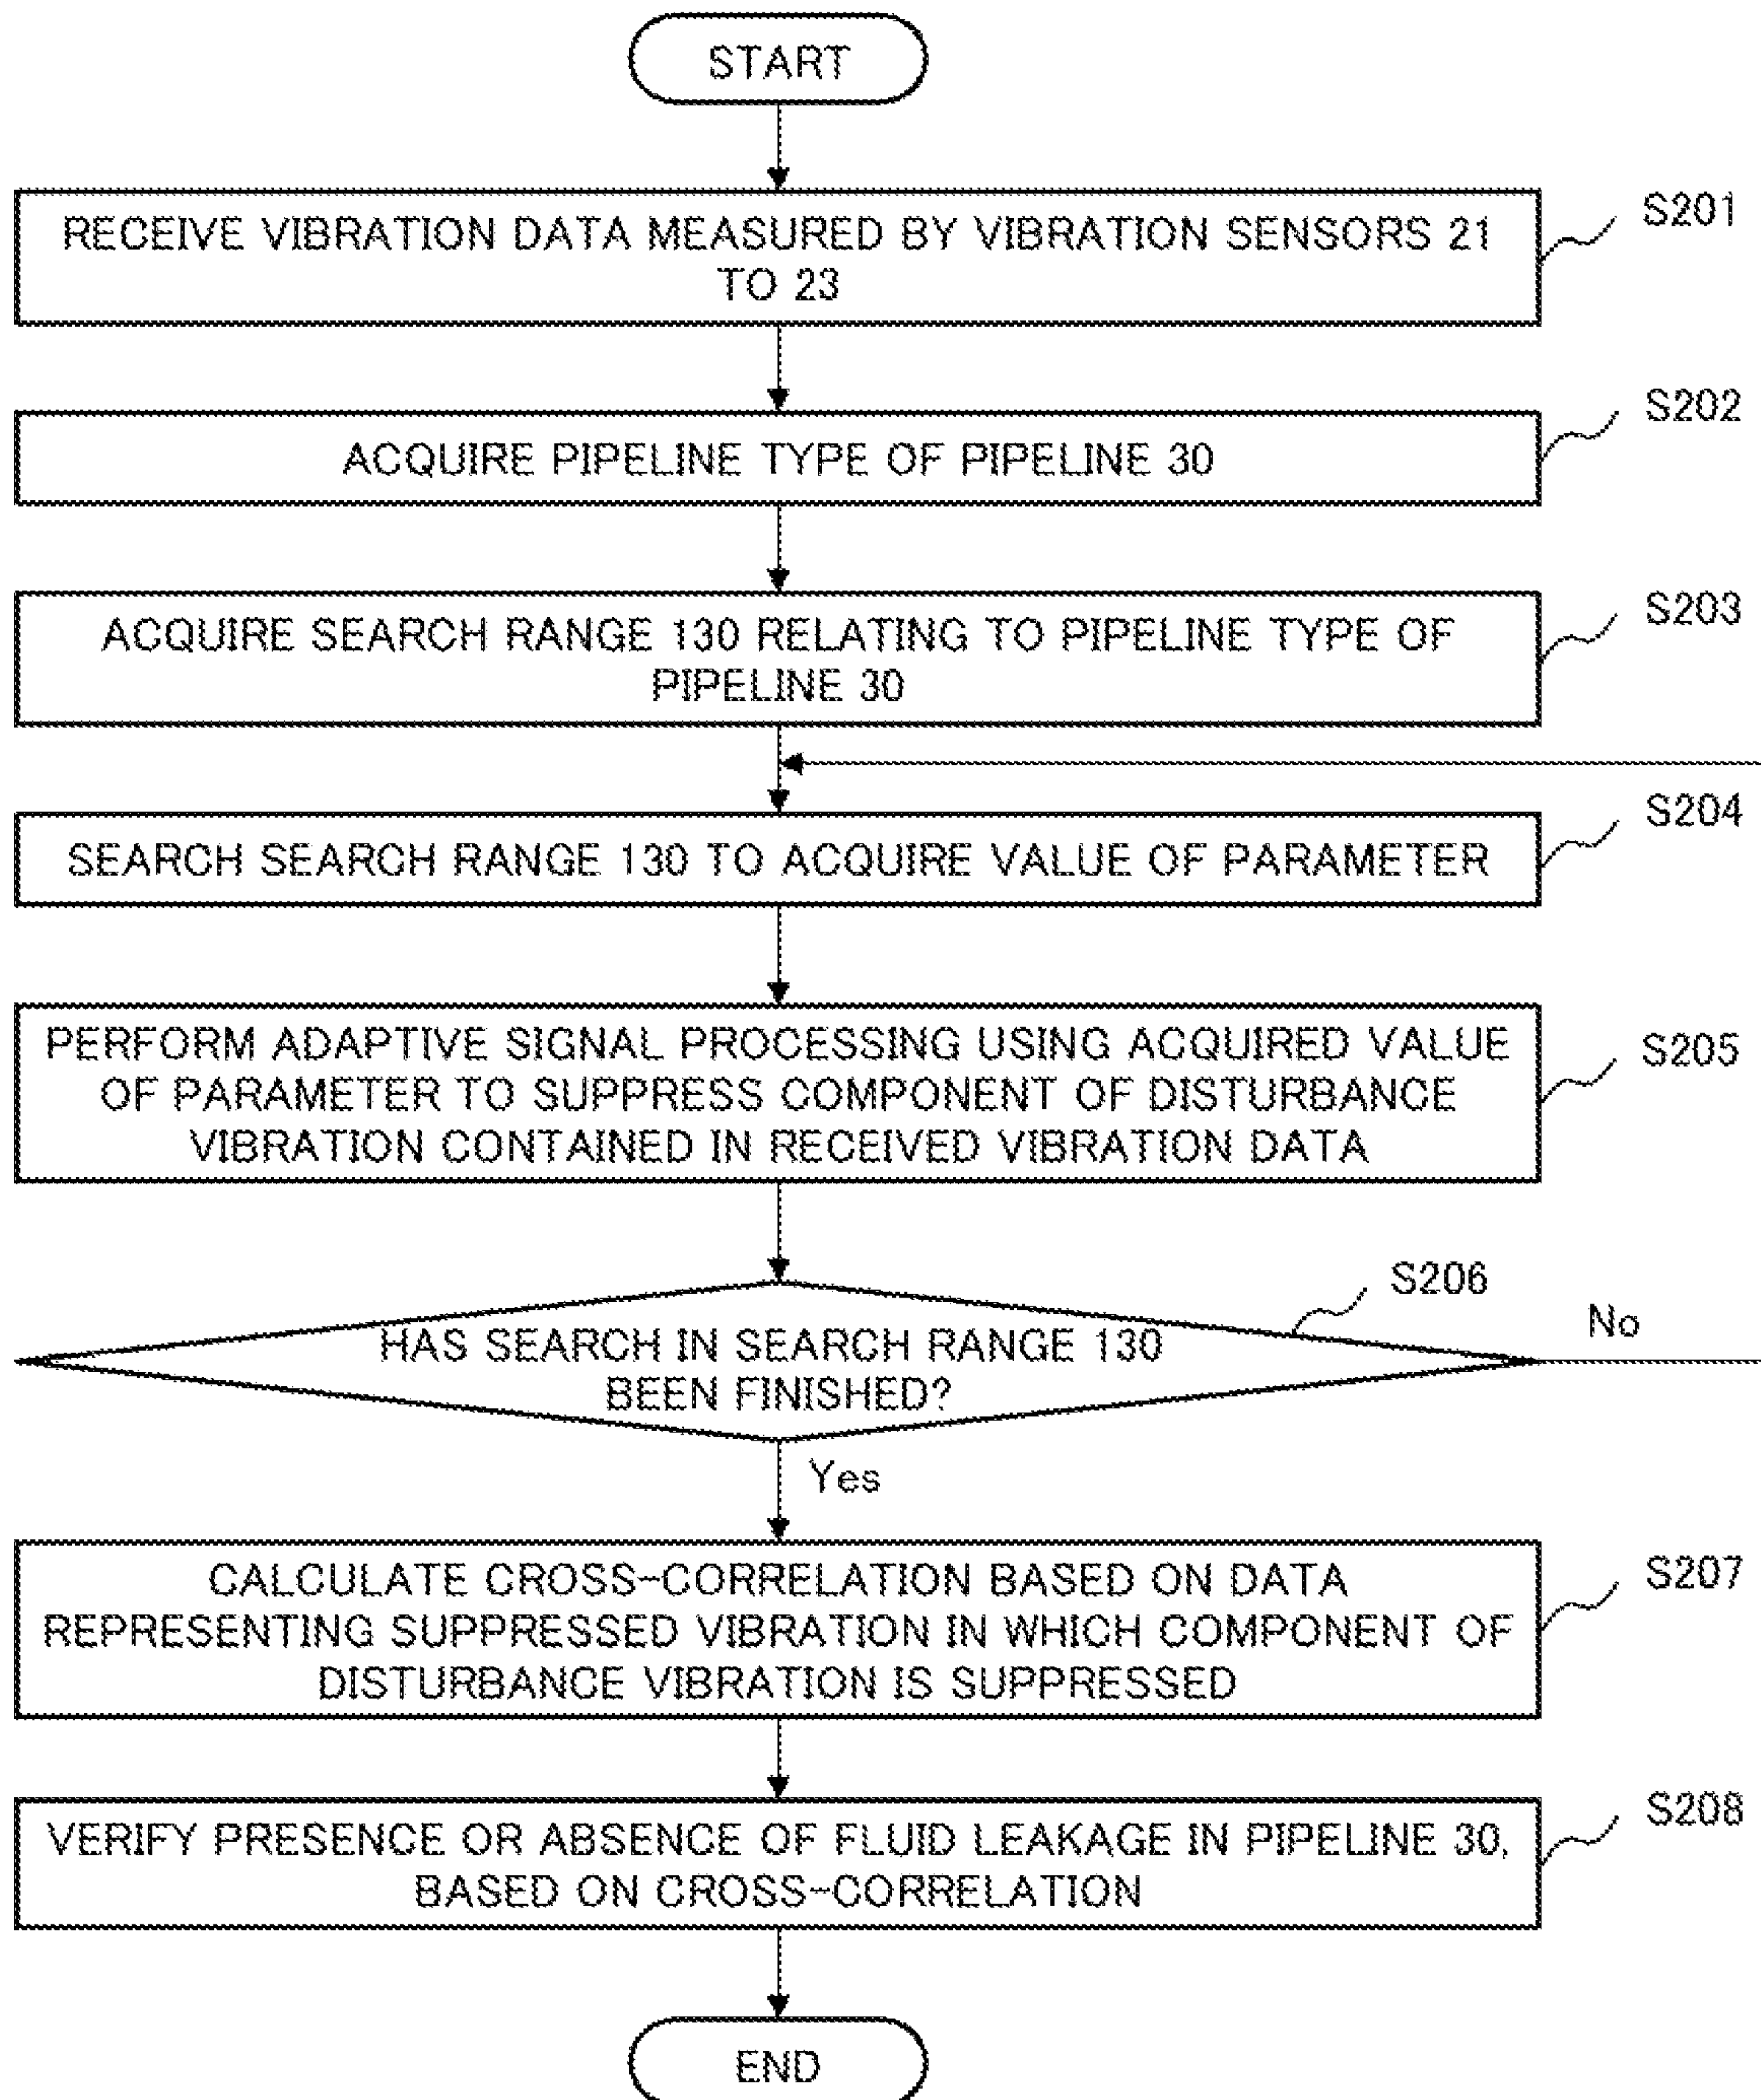 START
RECEIVE VIBRATION DATA MEASURED BY VIBRATION SENSORS 21
TO 23
S201
ACQUIRE PIPELINE TYPE OF PIPELINE 30
S202
ACQUIRE SEARCH RANGE 130 RELATING TO PIPELINE TYPE OF
PIPELINE 30
S203
SEARCH SEARCH RANGE 130 TO ACQUIRE VALUE OF PARAMETER
S204
PERFORM ADAPTIVE SIGNAL PROCESSING USING ACQUIRED VALUE
OF PARAMETER TO SUPPRESS COMPONENT OF DISTURBANCE
VIBRATION CONTAINED IN RECEIVED VIBRATION DATA
S205
HAS SEARCH IN SEARCH RANGE 130
BEEN FINISHED?
S206
No
Yes
CALCULATE CROSS-CORRELATION BASED ON DATA
REPRESENTING SUPPRESSED VIBRATION IN WHICH COMPONENT OF
DISTURBANCE VIBRATION IS SUPPRESSED
S207
VERIFY PRESENCE OR ABSENCE OF FLUID LEAKAGE IN PIPELINE 30,
BASED ON CROSS-CORRELATION
S208
END